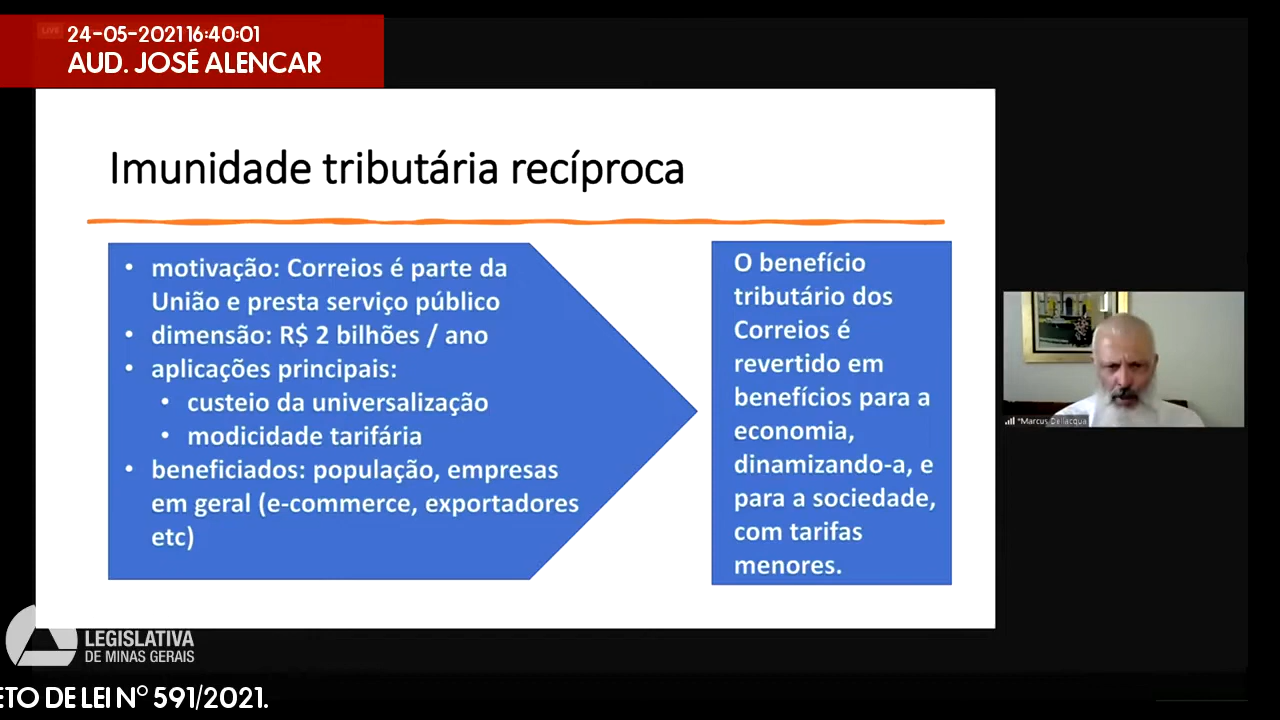 LIVE
24-05-2021 16:40:01
AUD. JOSÉ ALENCAR
Imunidade tributária recíproca
• motivação: Correios é parte da
União e presta serviço público
• dimensão: R$ 2 bilhões / ano
• aplicações principais:
• custeio da universalização
• modicidade tarifária
• beneficiados: população, empresas
em geral (e-commerce, exportadores
etc)
O benefício
tributário dos
Correios é
revertido em
benefícios para a
economia,
dinamizando-a, e
para a sociedade,
com tarifas
menores.
*Marcus Dellacqua
LEGISLATIVA
DE MINAS GERAIS
ETO DE LEI N° 591/2021.